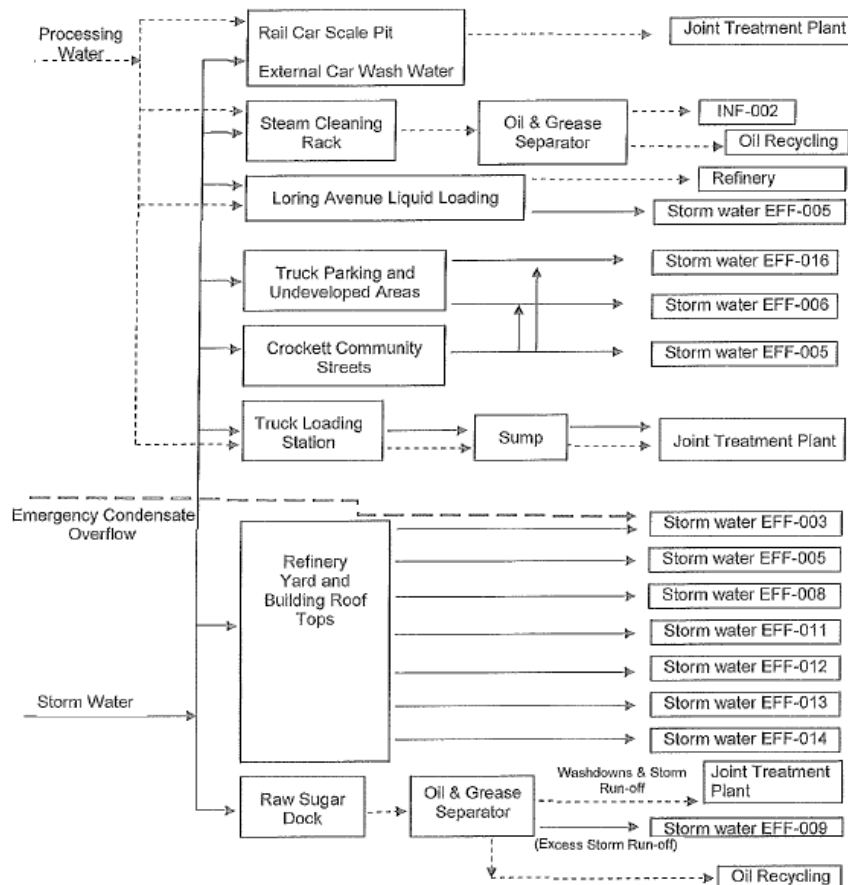 Processing
Water
Rail Car Scale Pit
External Car Wash Water
Joint Treatment Plant
Steam Cleaning
Rack
Oil & Grease
Separator
INF-002
Oil Recycling
Loring Avenue Liquid Loading
Refinery
Storm water EFF-005
Truck Parking and
Undeveloped Areas
Storm water EFF-016
Storm water EFF-006
Crockett Community
Streets
Storm water EFF-005
Truck Loading
Station
Sump
Joint Treatment Plant
Emergency Condensate
Overflow
Refinery
Yard and
Building Roof
Tops
Storm water EFF-003
Storm water EFF-005
Storm water EFF-008
Storm water EFF-011
Storm water EFF-012
Storm water EFF-013
Storm water EFF-014
Storm Water
Raw Sugar
Dock
Oil & Grease
Separator
Washdowns & Storm
Run-off
Joint Treatment
Plant
Storm water EFF-009
(Excess Storm Run-off)
Oil Recycling